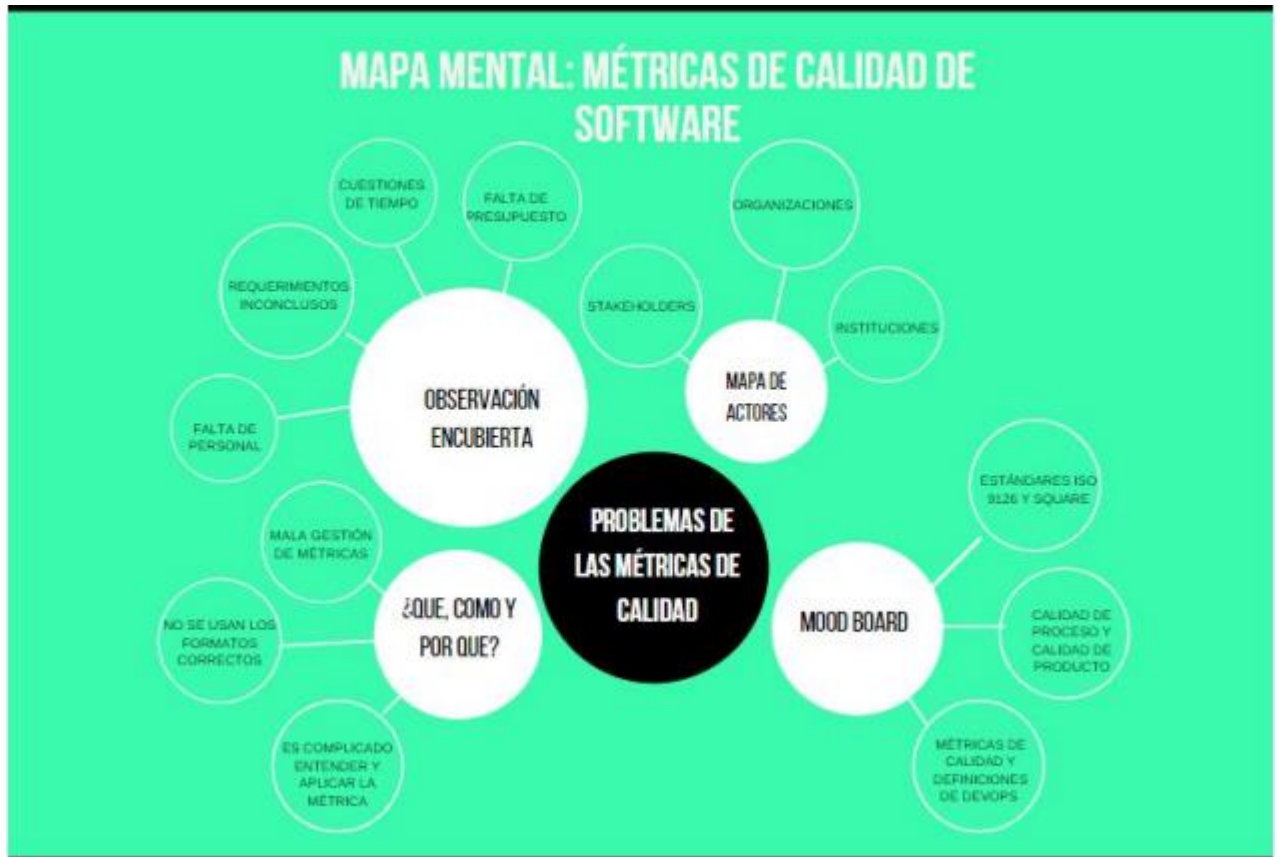 MAPA MENTAL: MÉTRICAS DE CALIDAD DE
SOFTWARE
CUESTIONES
DE TIEMPO
FALTA DE
PRESUPUESTO
REQUERIMIENTOS
INCONCLUSOS
FALTA DE
PERSONAL
OBSERVACIÓN
ENCUBIERTA
ORGANIZACIONES
STAKEHOLDERS
INSTITUCIONES
MAPA DE
ACTORES
PROBLEMAS DE
LAS MÉTRICAS DE
CALIDAD
MALA GESTIÓN
DE MÉTRICAS
NO SE USAN LOS
FORMATOS
CORRECTOS
ES COMPLICADO
ENTENDER Y
APLICAR LA
MÉTRICA
¿QUE, COMO Y
POR QUE?
MOOD BOARD
ESTÁNDARES ISO
9126 Y SQUARE
CALIDAD DE
PROCESO Y
CALIDAD DE
PRODUCTO
MÉTRICAS DE
CALIDAD Y
DEFINICIONES
DE DEVOPS